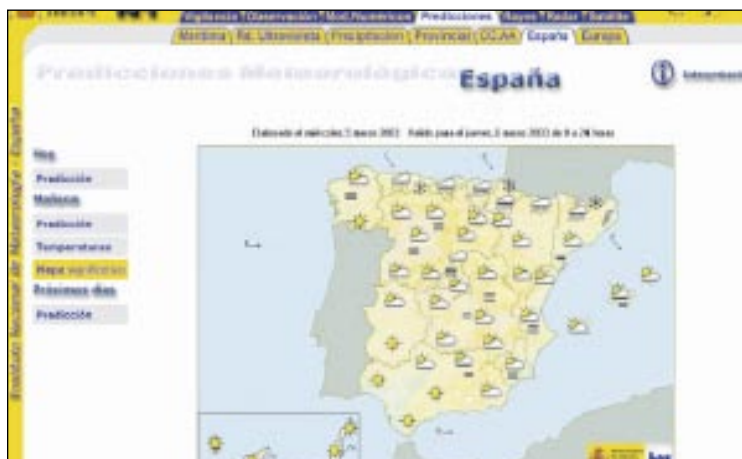 Vigilancia Observación Mod.Numéricos Predicciones Rayos Radar Satélite
Marítima Rd. Ultravioleta Precipitación Provincial CC.AA España Europa
Predicciones Meteorológicas España
Elaborado el miércoles, 5 marzo 2003 Válido para el jueves, 6 marzo 2003 de 0 a 24 horas
Hoy
Predicción
Mañana
Predicción
Temperaturas
Mapa significativo
Próximos días
Predicción
Instituto Nacional de Meteorología - España